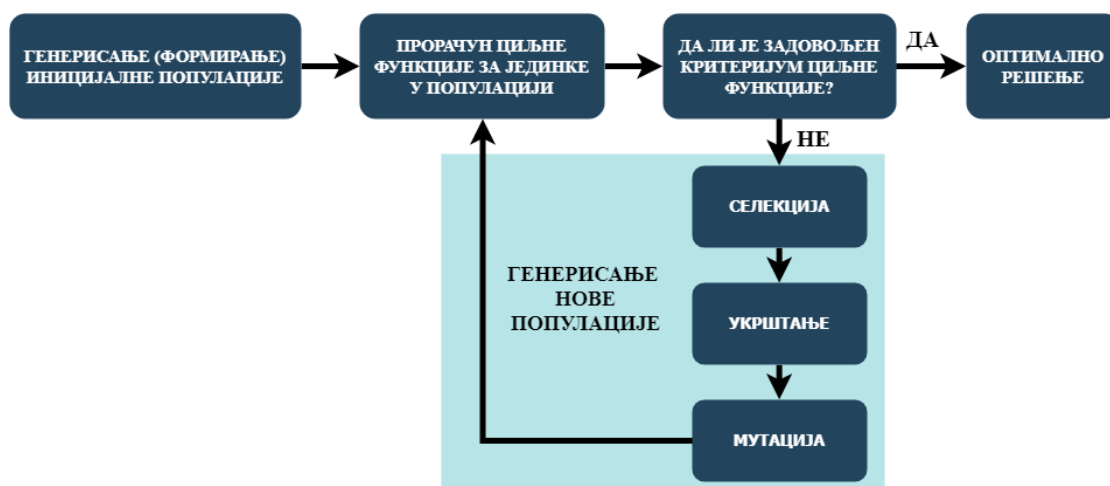 ГЕНЕРИСАЊЕ (ФОРМИРАЊЕ)
ИНИЦИЈАЛНЕ ПОПУЛАЦИЈЕ
ПРОРАЧУН ЦИЉНЕ
ФУНКЦИЈЕ ЗА ЈЕДИНКЕ
У ПОПУЛАЦИЈИ
ДА ЛИ ЈЕ ЗАДОВОЉЕН
КРИТЕРИЈУМ ЦИЉНЕ
ФУНКЦИЈЕ?
ДА
ОПТИМАЛНО
РЕШЕЊЕ
НЕ
СЕЛЕКЦИЈА
ГЕНЕРИСАЊЕ
НОВЕ
ПОПУЛАЦИЈЕ
УКРШТАЊЕ
МУТАЦИЈА